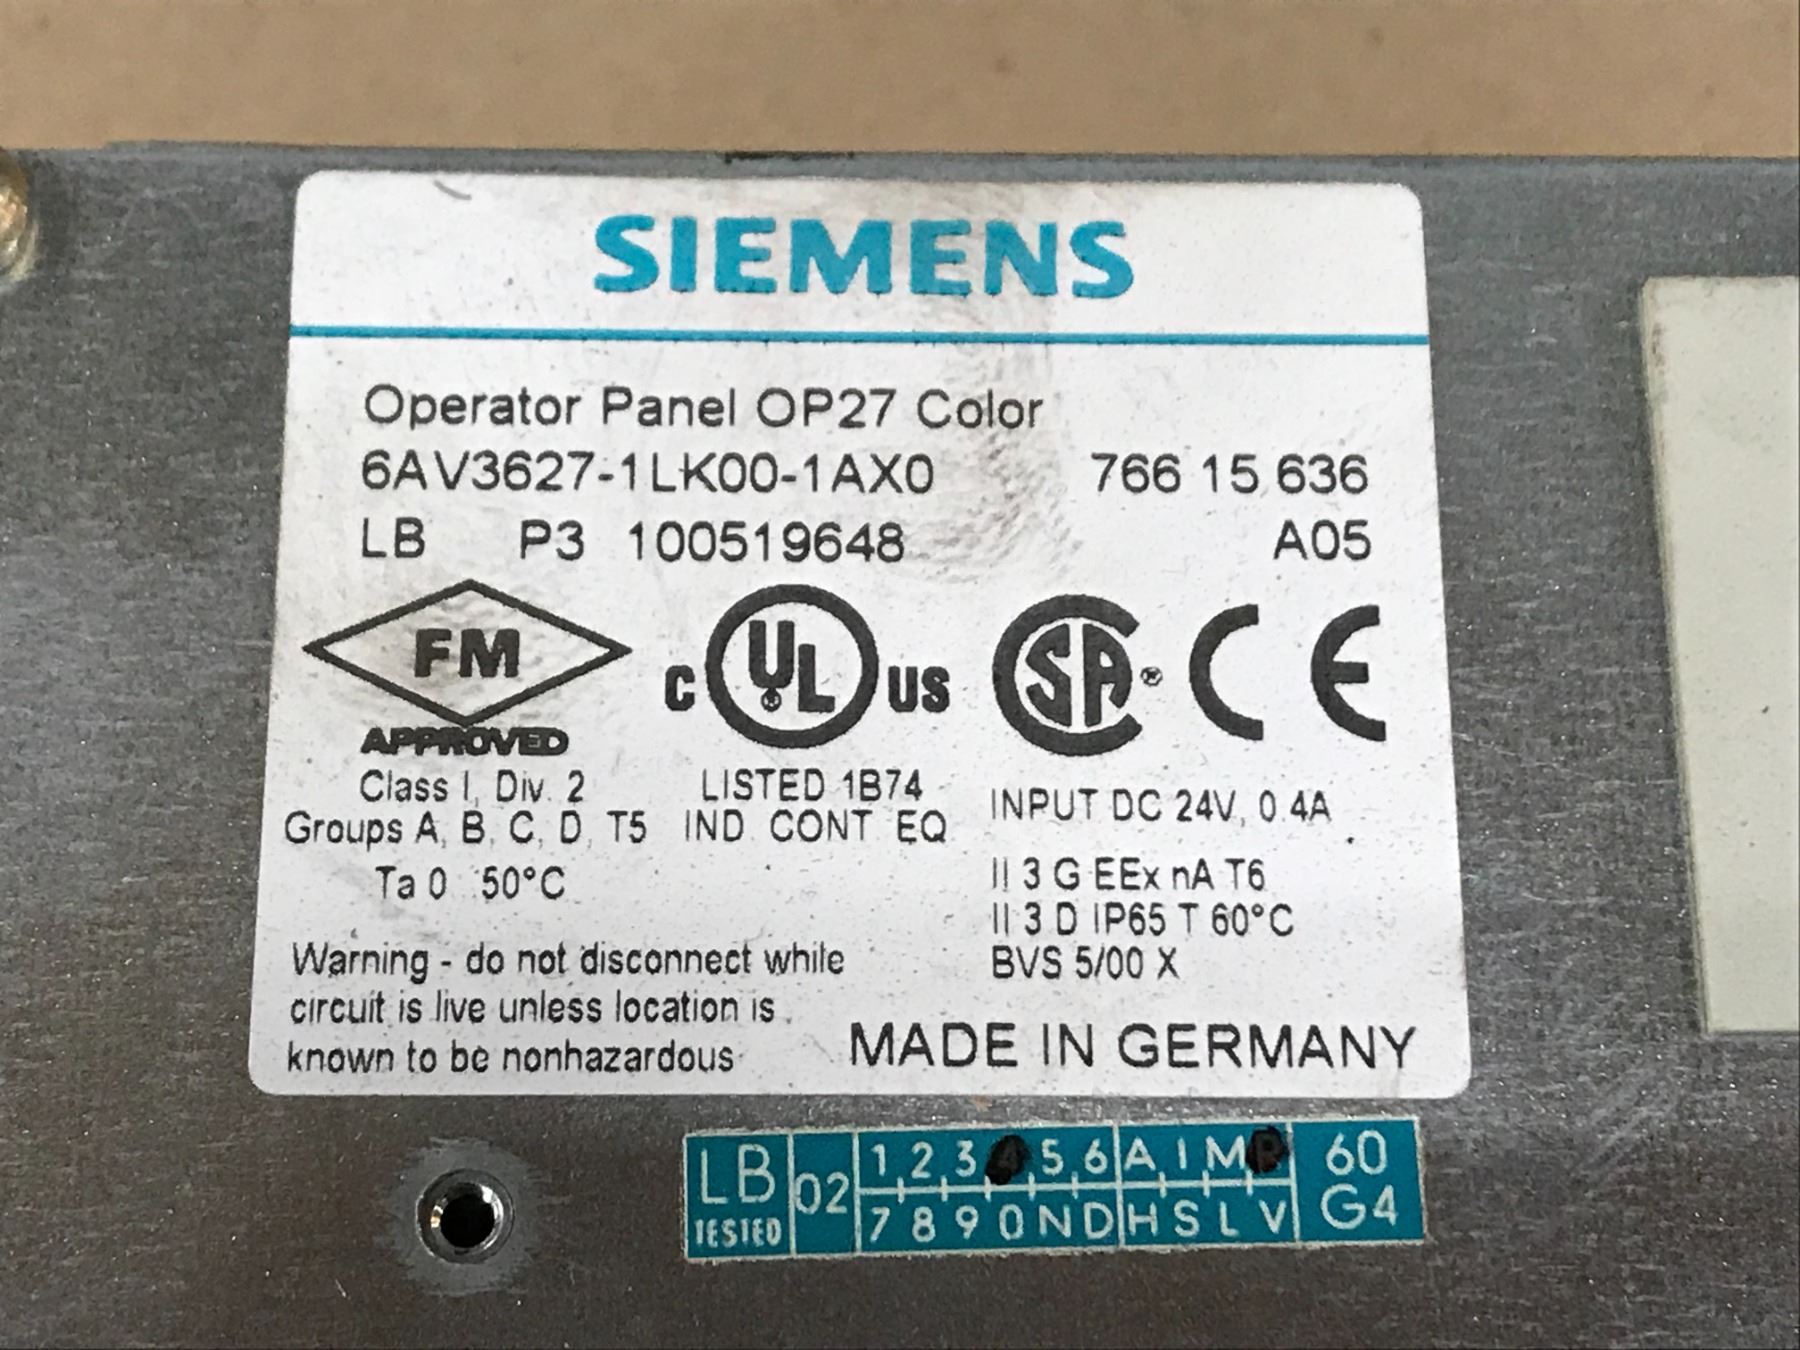 SIEMENS
Operator Panel OP27 Color
6AV3627-1LK00-1AX0 766 15 636
LB P3 100519648 A05
FM
APPROVED
C UL ® US
SA ®
CE
Class I, Div. 2
Groups A, B, C, D, T5
Ta 0 50°C
LISTED 1B74
IND CONT EQ
INPUT DC 24V, 0.4A
II 3 G EEx nA T6
II 3 D IP65 T 60°C
BVS 5/00 X
Warning - do not disconnect while
circuit is live unless location is
known to be nonhazardous
MADE IN GERMANY
LB TESTED 02
1 2 3 4 5 6 A I M
7 8 9 0 N D H S L V
60
G4